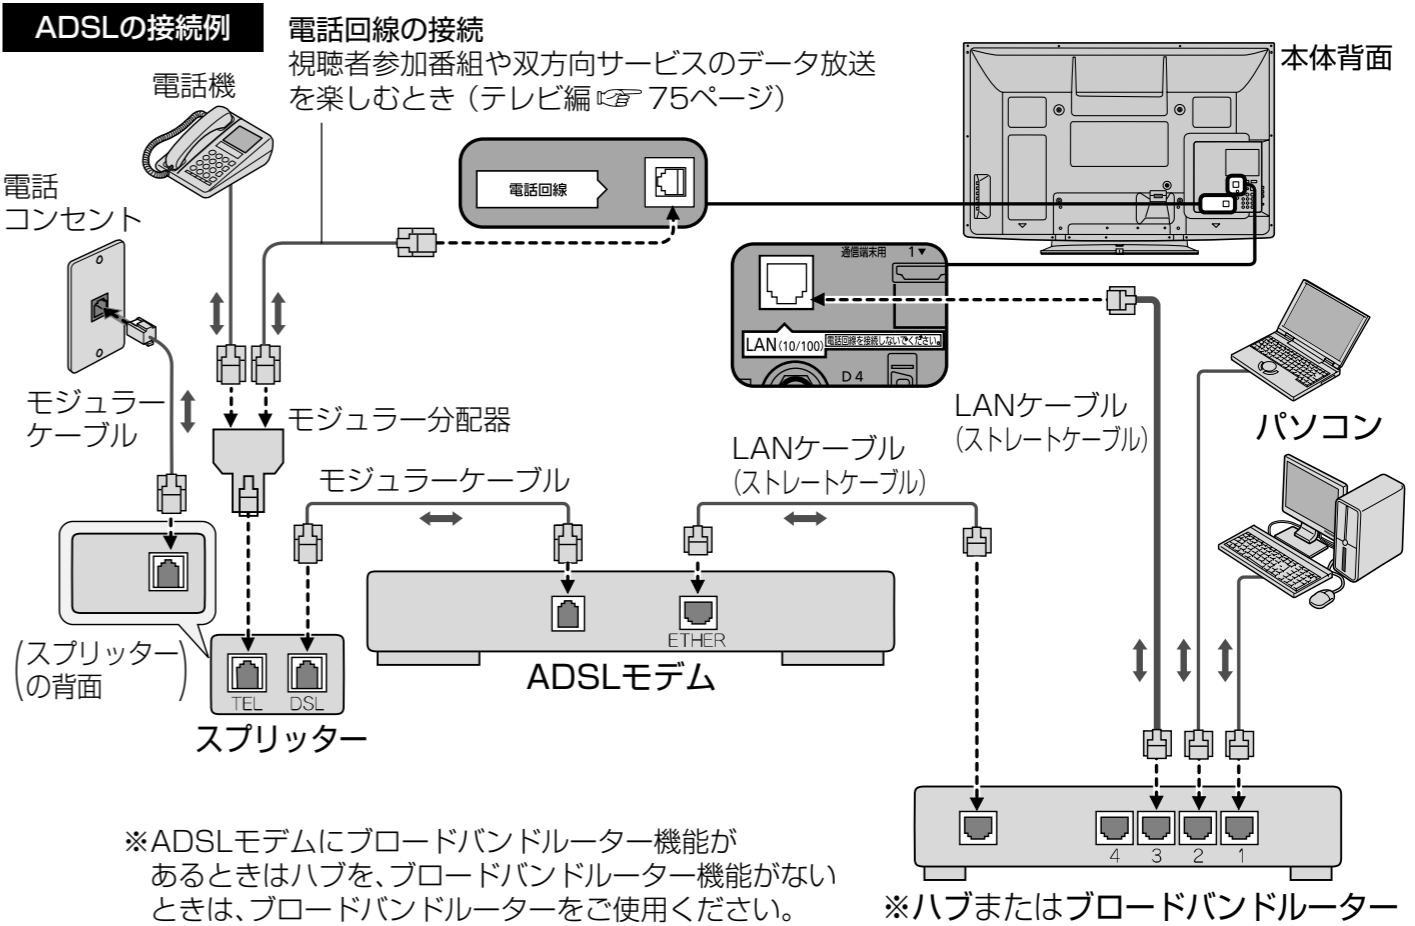 ADSLの接続例
電話回線の接続
視聴者参加番組や双方向サービスのデータ放送
を楽しむとき（テレビ編☞75ページ）
本体背面
電話機
電話
コンセント
電話回線
通信端末用
1▼
LAN(10/100)
電話回線を接続しないでください。
D4
モジュラー
ケーブル
モジュラー分配器
モジュラーケーブル
LANケーブル
（ストレートケーブル）
LANケーブル
（ストレートケーブル）
パソコン
（スプリッター
の背面）
TEL
DSL
スプリッター
ETHER
ADSLモデム
4
3
2
1
※ハブまたはブロードバンドルーター
※ADSLモデムにブロードバンドルーター機能が
あるときはハブを、ブロードバンドルーター機能がない
ときは、ブロードバンドルーターをご使用ください。